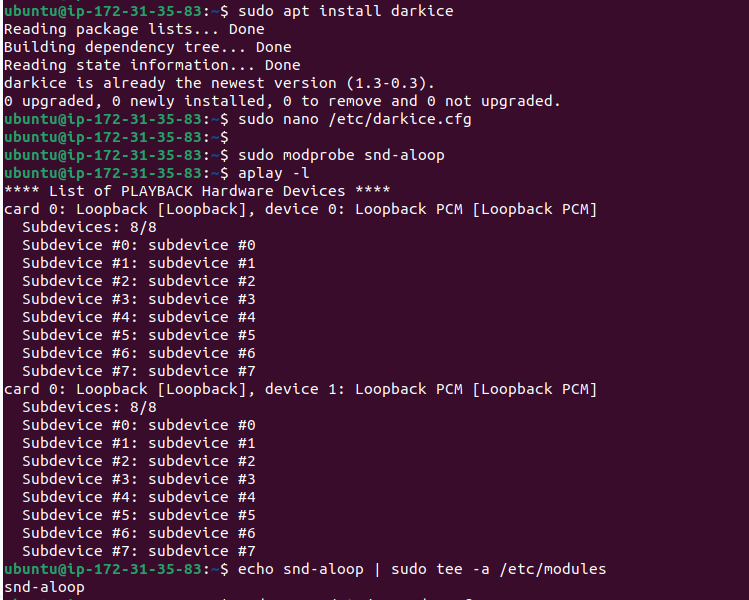 ubuntu@ip-172-31-35-83:~$ sudo apt install darkice
Reading package lists... Done
Building dependency tree... Done
Reading state information... Done
darkice is already the newest version (1.3-0.3).
0 upgraded, 0 newly installed, 0 to remove and 0 not upgraded.
ubuntu@ip-172-31-35-83:~$ sudo nano /etc/darkice.cfg
ubuntu@ip-172-31-35-83:~$
ubuntu@ip-172-31-35-83:~$ sudo modprobe snd-aloop
ubuntu@ip-172-31-35-83:~$ aplay -l
**** List of PLAYBACK Hardware Devices ****
card 0: Loopback [Loopback], device 0: Loopback PCM [Loopback PCM]
  Subdevices: 8/8
  Subdevice #0: subdevice #0
  Subdevice #1: subdevice #1
  Subdevice #2: subdevice #2
  Subdevice #3: subdevice #3
  Subdevice #4: subdevice #4
  Subdevice #5: subdevice #5
  Subdevice #6: subdevice #6
  Subdevice #7: subdevice #7
card 0: Loopback [Loopback], device 1: Loopback PCM [Loopback PCM]
  Subdevices: 8/8
  Subdevice #0: subdevice #0
  Subdevice #1: subdevice #1
  Subdevice #2: subdevice #2
  Subdevice #3: subdevice #3
  Subdevice #4: subdevice #4
  Subdevice #5: subdevice #5
  Subdevice #6: subdevice #6
  Subdevice #7: subdevice #7
ubuntu@ip-172-31-35-83:~$ echo snd-aloop | sudo tee -a /etc/modules
snd-aloop